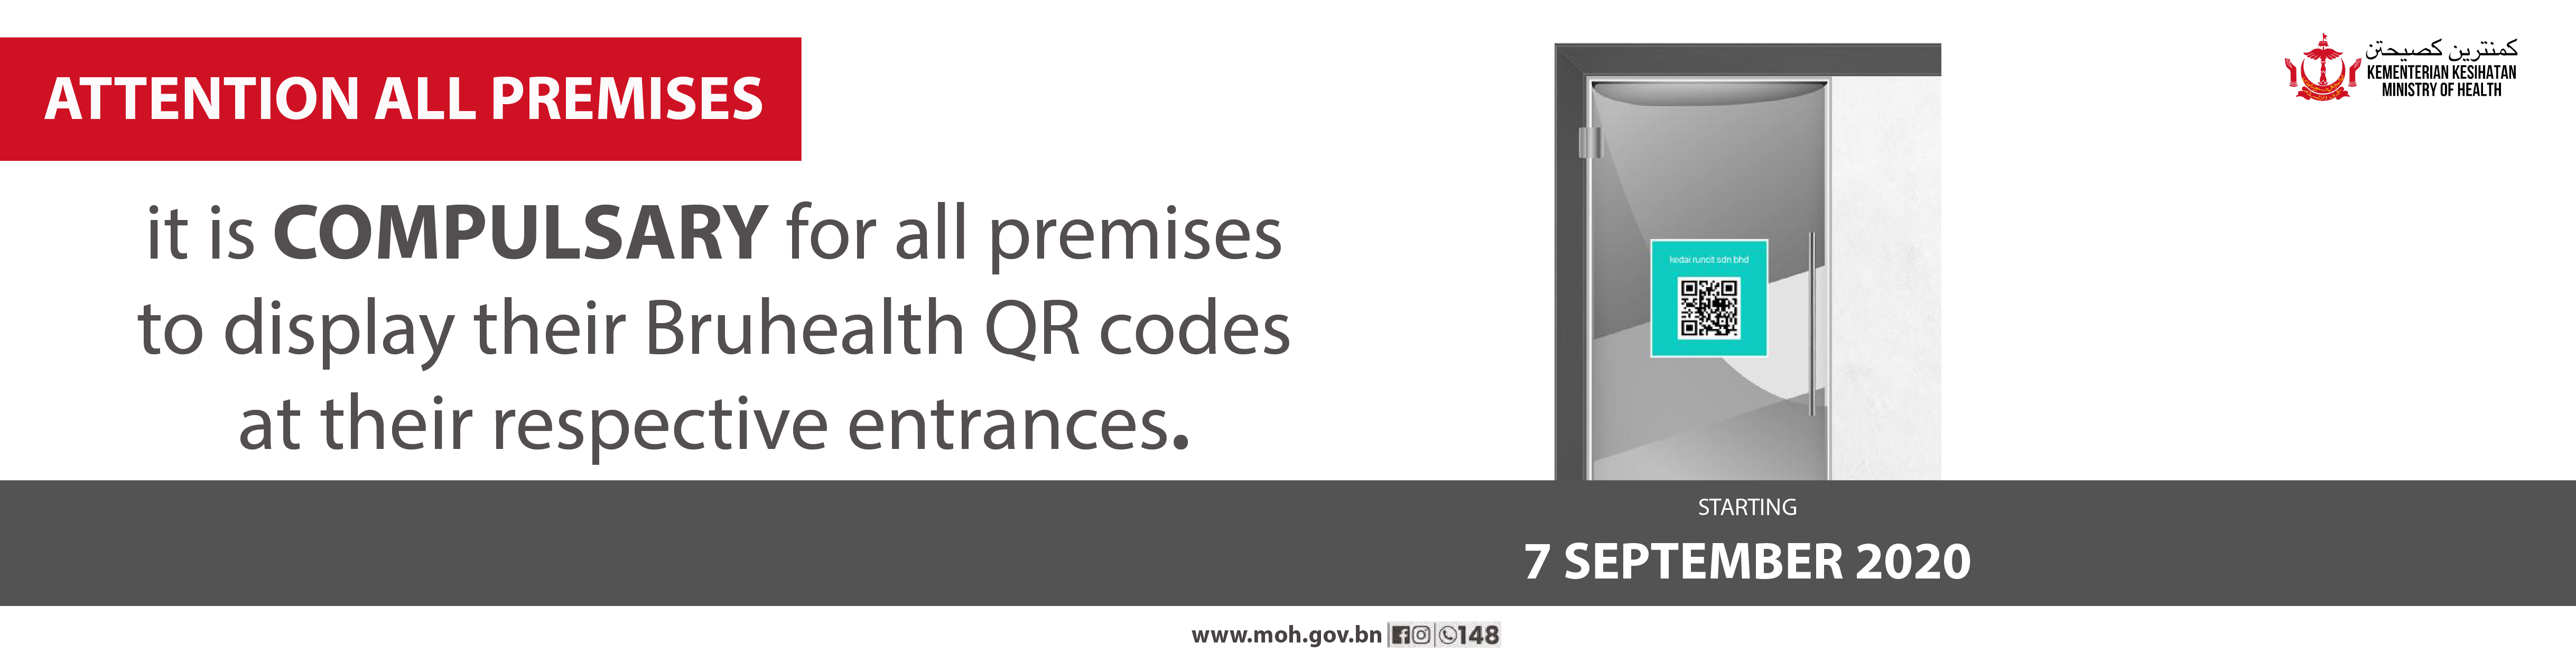 ATTENTION ALL PREMISES
it is COMPULSARY for all premises
to display their Bruhealth QR codes
at their respective entrances.
kedai runcit sdn bhd
كمنترين كصيحتن
KEMENTERIAN KESIHATAN
MINISTRY OF HEALTH
STARTING
7 SEPTEMBER 2020
www.moh.gov.bn 148